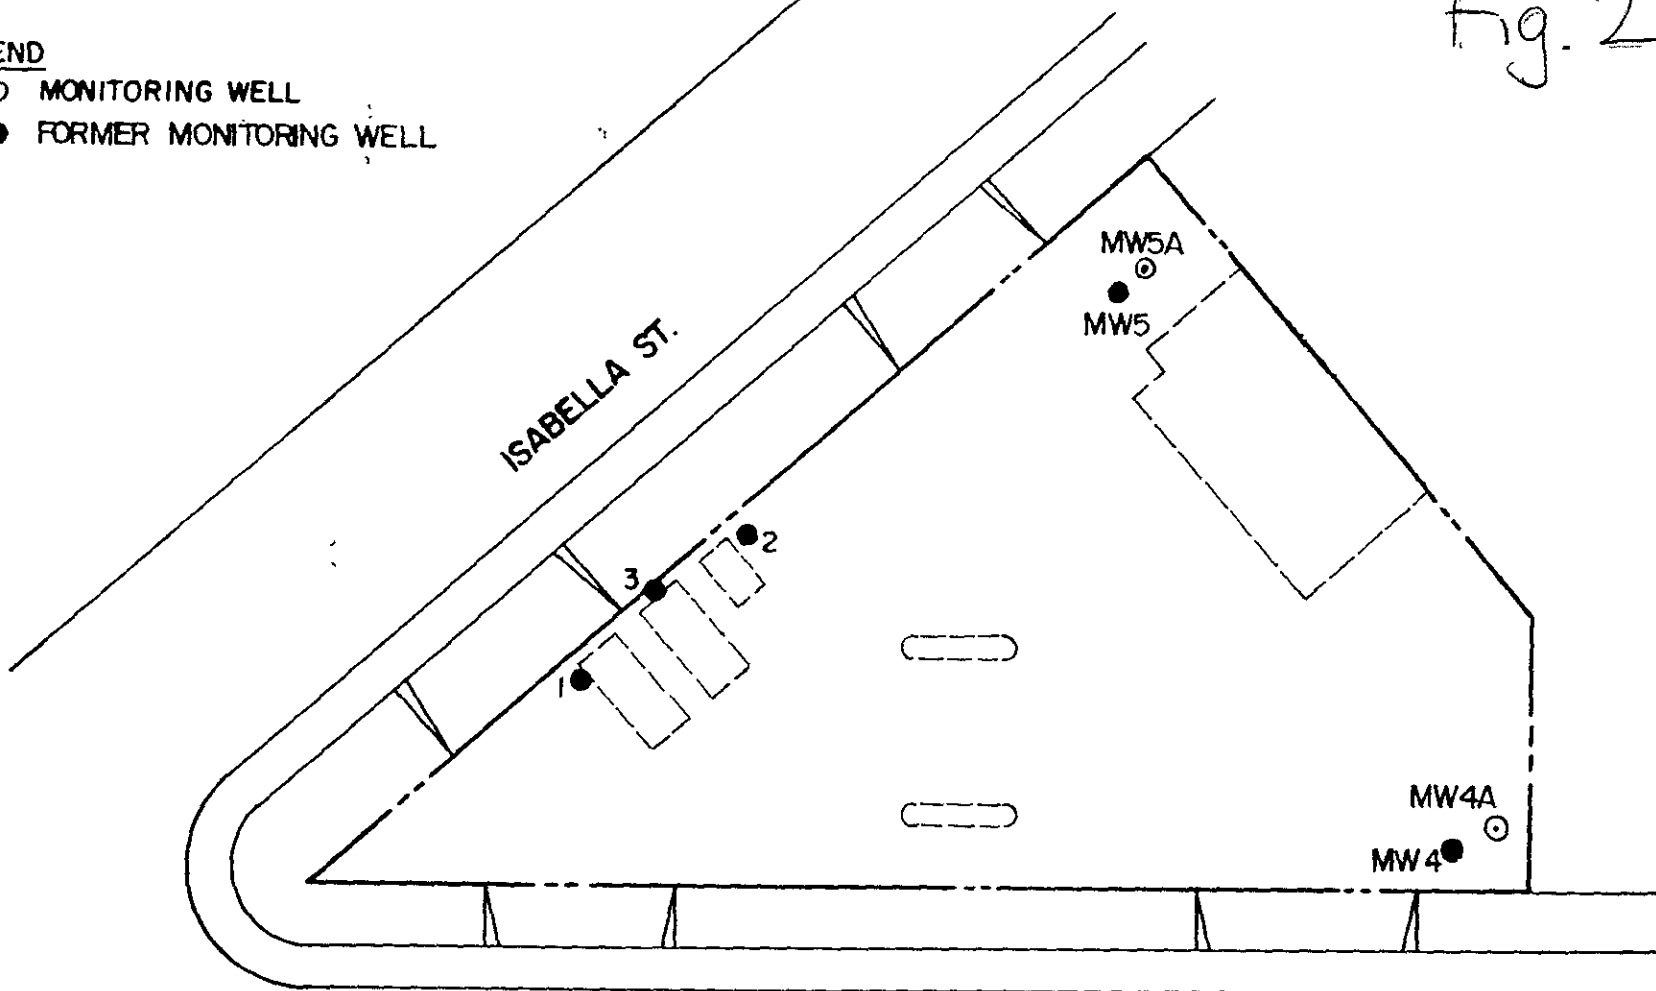 Fig. 2
END
MONITORING WELL
FORMER MONITORING WELL
ISABELLA ST.
MW5A
MW5
2
3
1
MW4A
MW4